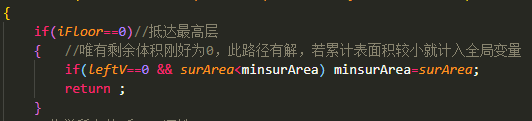 {
if(iFloor==0)//抵达最高层
{ //唯有剩余体积刚好为0，此路径有解，若累计表面积较小就计入全局变量
if(leftV==0 && surArea<minsurArea) minsurArea=surArea;
return ;
}